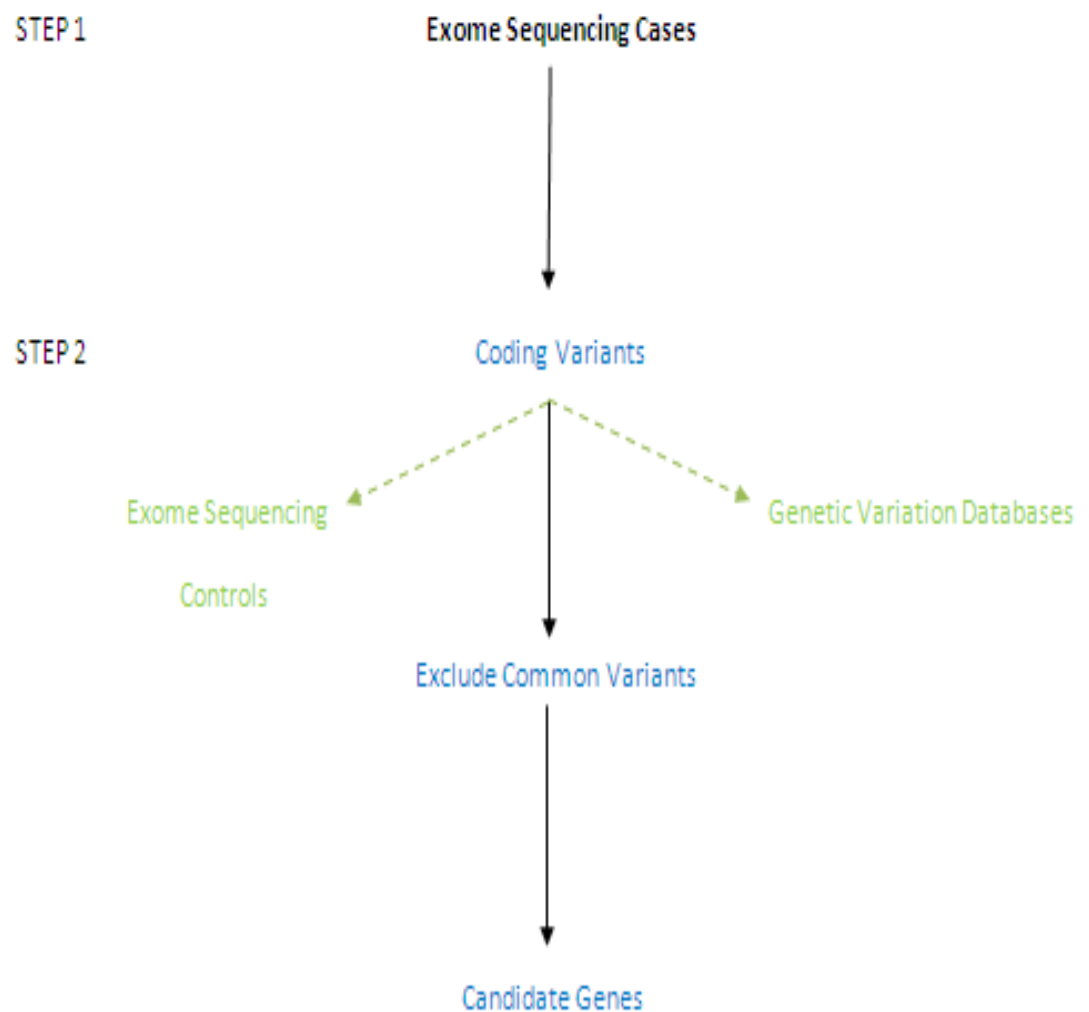 STEP 1
Exome Sequencing Cases
STEP 2
Coding Variants
Exome Sequencing
Controls
Genetic Variation Databases
Exclude Common Variants
Candidate Genes